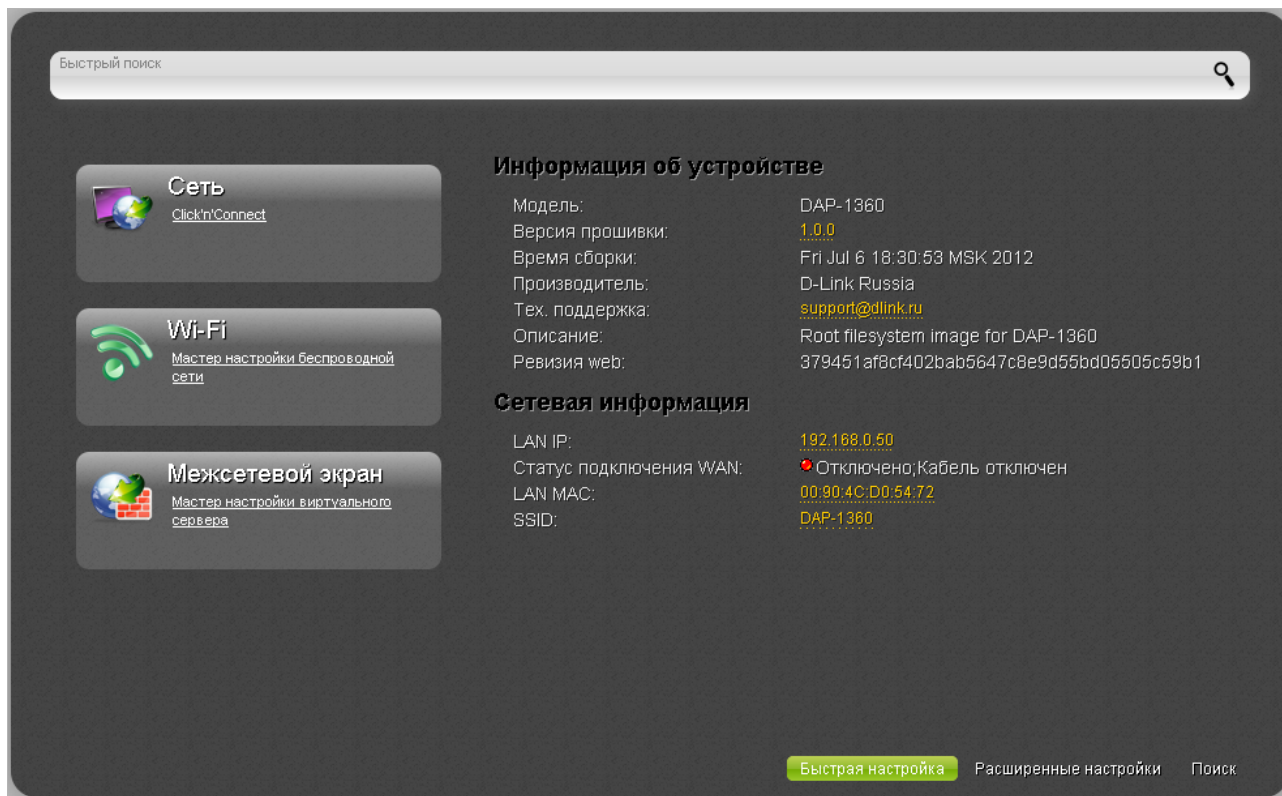 Быстрый поиск
Сеть
Click'n'Connect
Wi-Fi
Мастер настройки беспроводной
сети
Межсетевой экран
Мастер настройки виртуального
сервера
Информация об устройстве
Модель: DAP-1360
Версия прошивки: 1.0.0
Время сборки: Fri Jul 6 18:30:53 MSK 2012
Производитель: D-Link Russia
Тех. поддержка: support@dlink.ru
Описание: Root filesystem image for DAP-1360
Ревизия web: 379451af8cf402bab5647c8e9d55bd05505c59b1
Сетевая информация
LAN IP: 192.168.0.50
Статус подключения WAN: Отключено;Кабель отключен
LAN MAC: 00:90:4C:D0:54:72
SSID: DAP-1360
Быстрая настройка Расширенные настройки Поиск